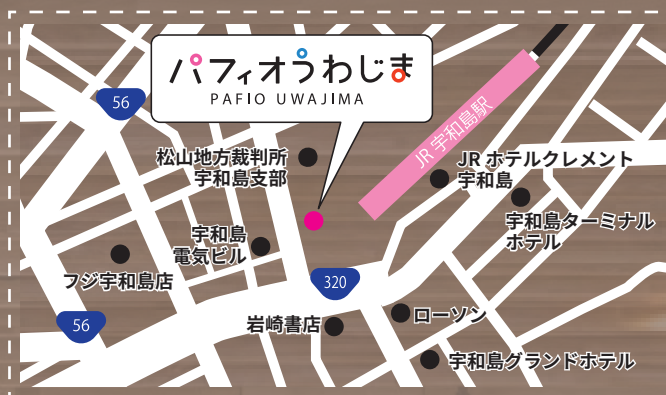 パフィオうわじま
PAFIO UWAJIMA
56
JR 宇和島駅
松山地方裁判所
宇和島支部
JR ホテルクレメント
宇和島
宇和島ターミナル
ホテル
宇和島
電気ビル
フジ宇和島店
320
56
岩崎書店
ローソン
宇和島グランドホテル